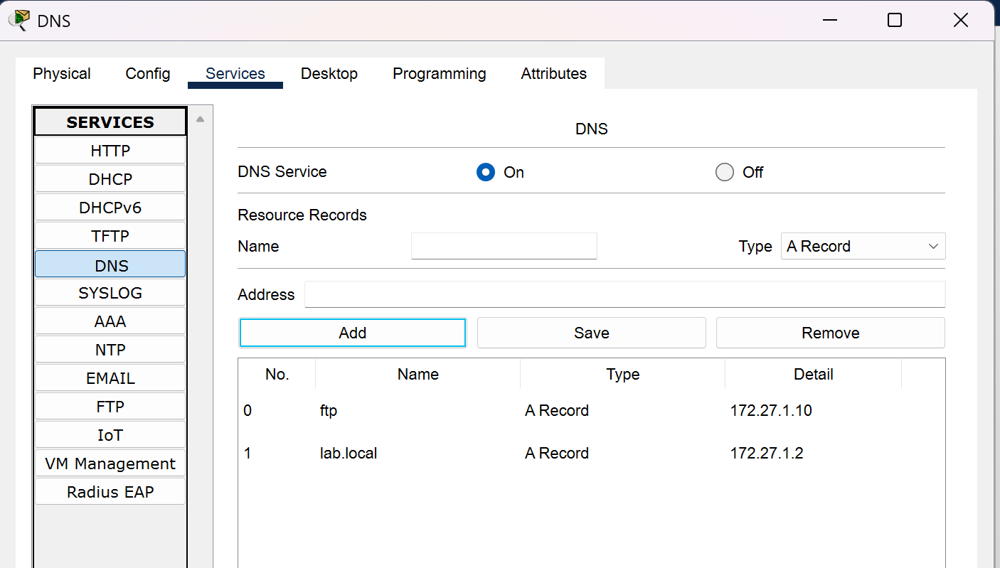 DNS
Physical Config Services Desktop Programming Attributes
SERVICES
HTTP
DHCP
DHCPv6
TFTP
DNS
SYSLOG
AAA
NTP
EMAIL
FTP
IoT
VM Management
Radius EAP
DNS
DNS Service On Off
Resource Records
Name Type A Record
Address
Add Save Remove
No. Name Type Detail
0 ftp A Record 172.27.1.10
1 lab.local A Record 172.27.1.2